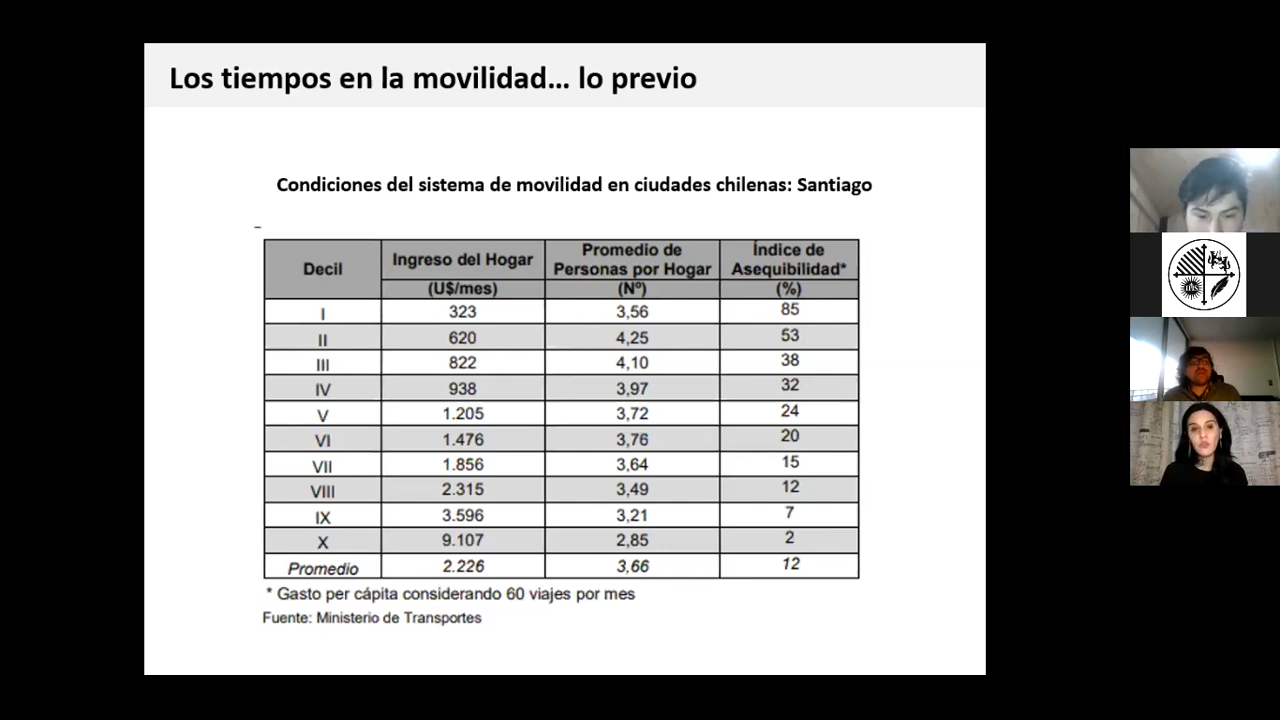 Los tiempos en la movilidad... lo previo
Condiciones del sistema de movilidad en ciudades chilenas: Santiago
Decil Ingreso del Hogar Promedio de Personas por Hogar Índice de Asequibilidad*
(U$/mes) (Nº) (%)
I 323 3,56 85
II 620 4,25 53
III 822 4,10 38
IV 938 3,97 32
V 1.205 3,72 24
VI 1.476 3,76 20
VII 1.856 3,64 15
VIII 2.315 3,49 12
IX 3.596 3,21 7
X 9.107 2,85 2
Promedio 2.226 3,66 12
* Gasto per cápita considerando 60 viajes por mes
Fuente: Ministerio de Transportes